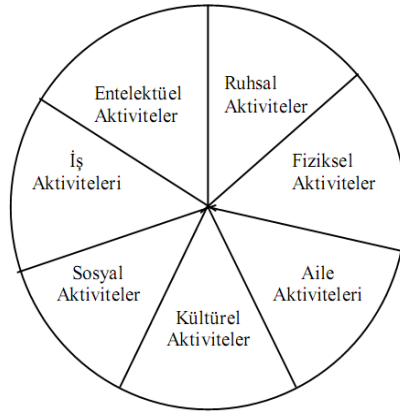 Ruhsal
Aktiviteler
Fiziksel
Aktiviteler
Aile
Aktiviteleri
Kültürel
Aktiviteler
Sosyal
Aktiviteler
İş
Aktiviteleri
Entelektüel
Aktiviteler